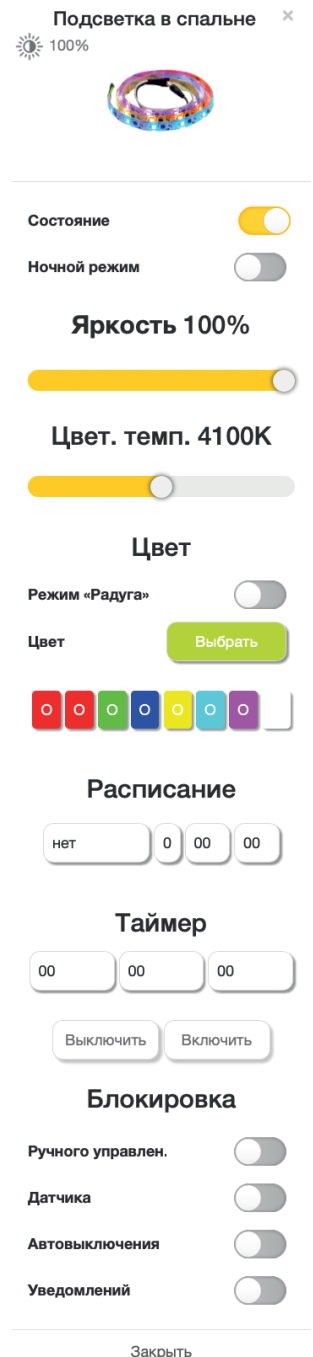 Подсветка в спальне ×
100%
Состояние
Ночной режим
Яркость 100%
Цвет. темп. 4100К
Цвет
Режим «Радуга»
Цвет Выбрать
О О О О О О О
Расписание
нет 0 00 00
Таймер
00 00 00
Выключить Включить
Блокировка
Ручного управлен.
Датчика
Автовыключения
Уведомлений
Закрыть